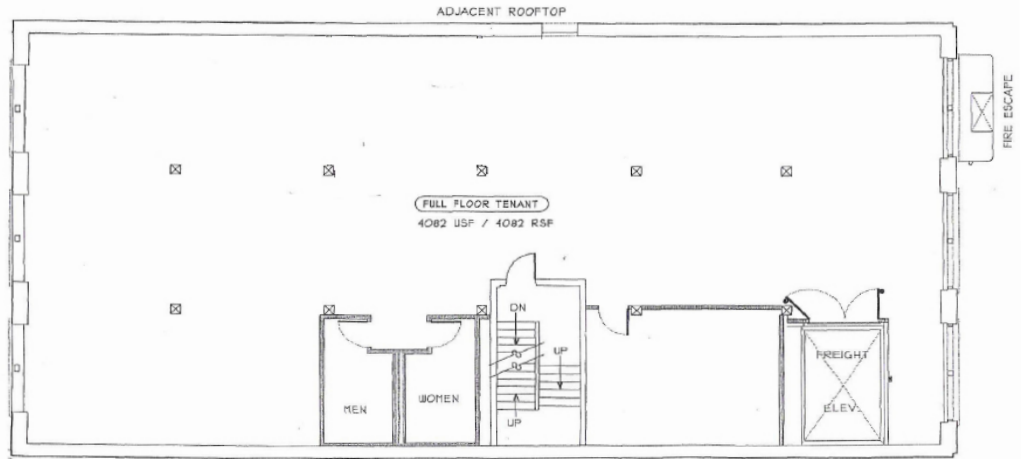 ADJACENT ROOFTOP
FIRE ESCAPE
FULL FLOOR TENANT
4082 USF / 4082 RSF
DN
UP
UP
MEN
WOMEN
FREIGHT
ELEV.